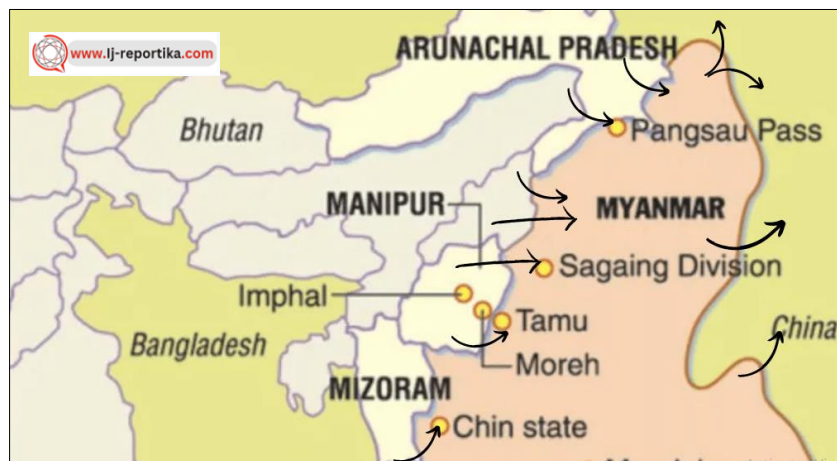 www.lj-reportika.com
ARUNACHAL PRADESH
Bhutan
Pangsau Pass
MANIPUR
MYANMAR
Sagaing Division
Imphal
Tamu
China
Bangladesh
Moreh
MIZORAM
Chin state